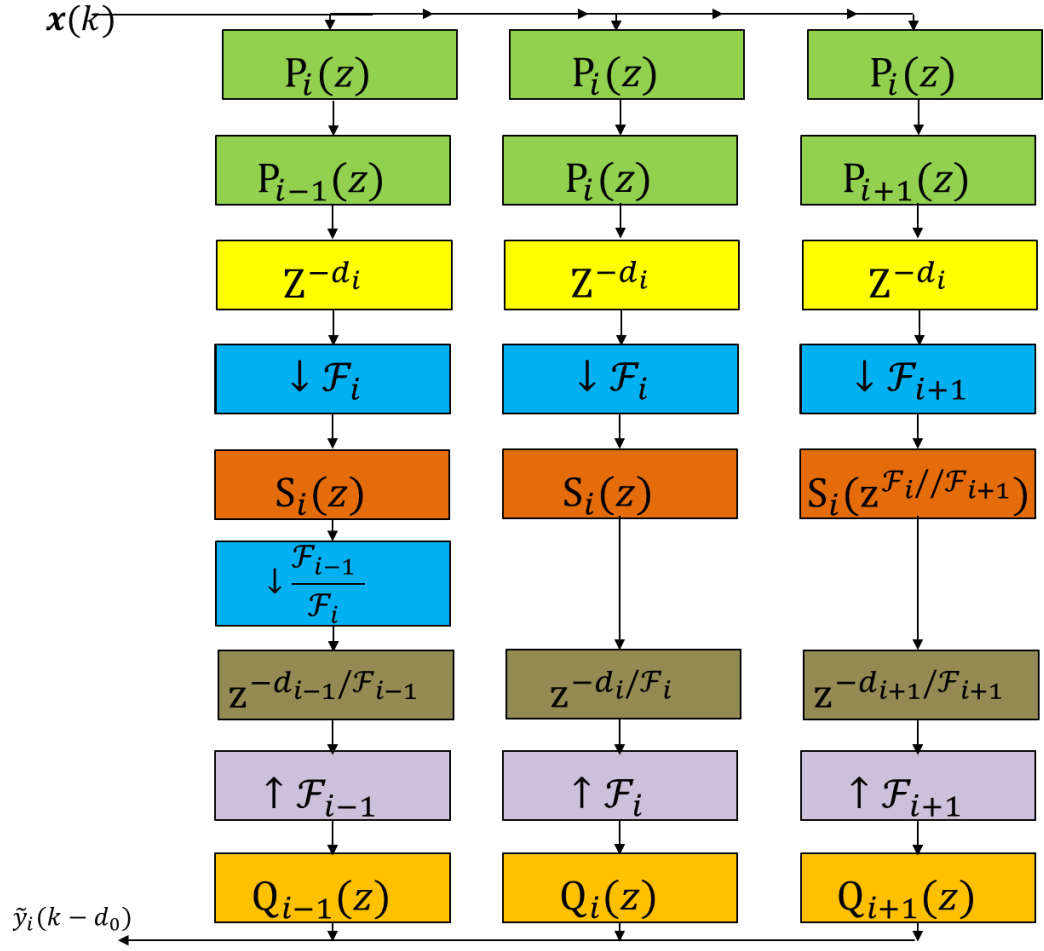 x(k)
P_i(z) P_i(z) P_i(z)
P_{i−1}(z) P_i(z) P_{i+1}(z)
Z^{−d_i} Z^{−d_i} Z^{−d_i}
↓ ℱ_i ↓ ℱ_i ↓ ℱ_{i+1}
S_i(z) S_i(z) S_i(z^{ℱ_i//ℱ_{i+1}})
↓ ℱ_{i−1}/ℱ_i
z^{−d_{i−1}/ℱ_{i−1}} z^{−d_i/ℱ_i} z^{−d_{i+1}/ℱ_{i+1}}
↑ ℱ_{i−1} ↑ ℱ_i ↑ ℱ_{i+1}
Q_{i−1}(z) Q_i(z) Q_{i+1}(z)
ỹ_i(k − d_0)